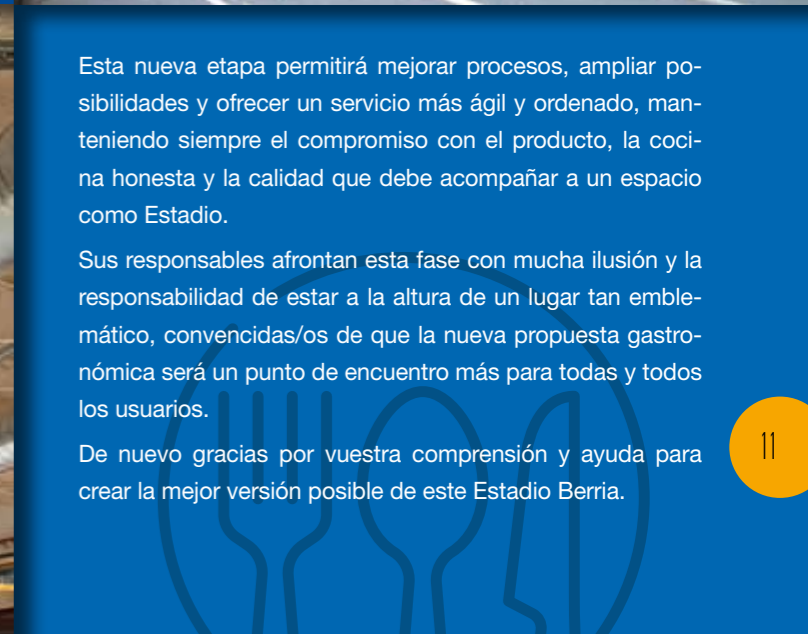 Esta nueva etapa permitirá mejorar procesos, ampliar po-
sibilidades y ofrecer un servicio más ágil y ordenado, man-
teniendo siempre el compromiso con el producto, la coci-
na honesta y la calidad que debe acompañar a un espacio
como Estadio.
Sus responsables afrontan esta fase con mucha ilusión y la
responsabilidad de estar a la altura de un lugar tan emble-
mático, convencidas/os de que la nueva propuesta gastro-
nómica será un punto de encuentro más para todas y todos
los usuarios.
De nuevo gracias por vuestra comprensión y ayuda para
crear la mejor versión posible de este Estadio Berria.
11